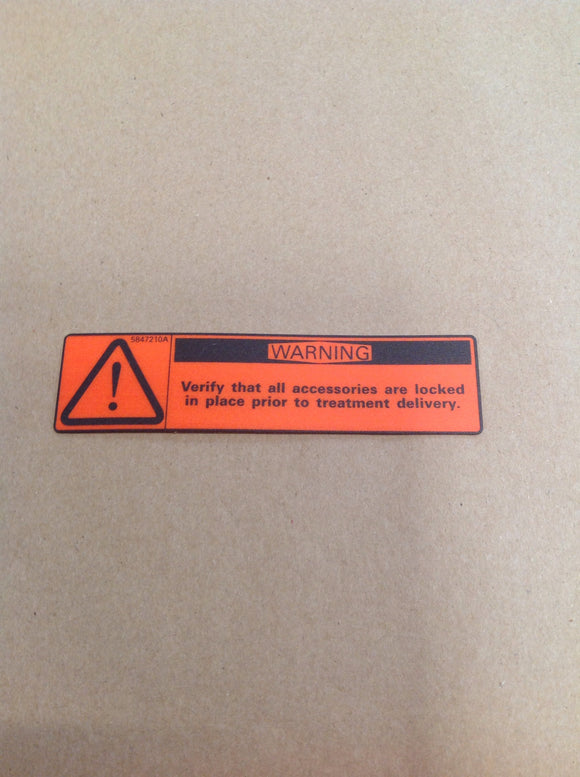 5847210A
WARNING
Verify that all accessories are locked
in place prior to treatment delivery.